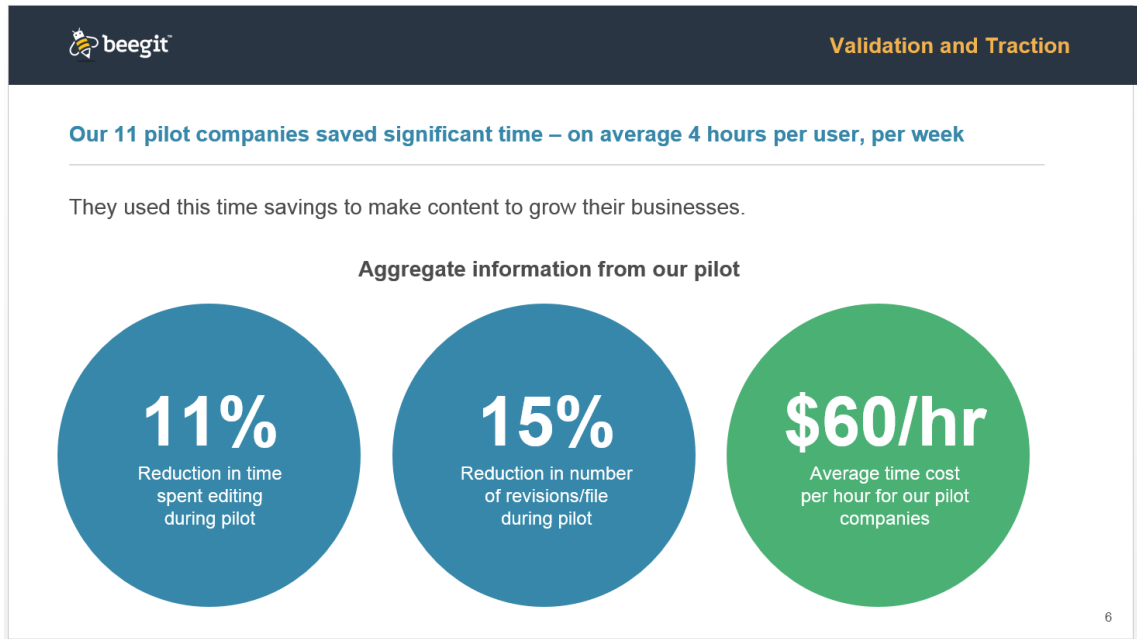 beegit™
Validation and Traction
Our 11 pilot companies saved significant time – on average 4 hours per user, per week
They used this time savings to make content to grow their businesses.
Aggregate information from our pilot
11%
Reduction in time
spent editing
during pilot
15%
Reduction in number
of revisions/file
during pilot
$60/hr
Average time cost
per hour for our pilot
companies
6